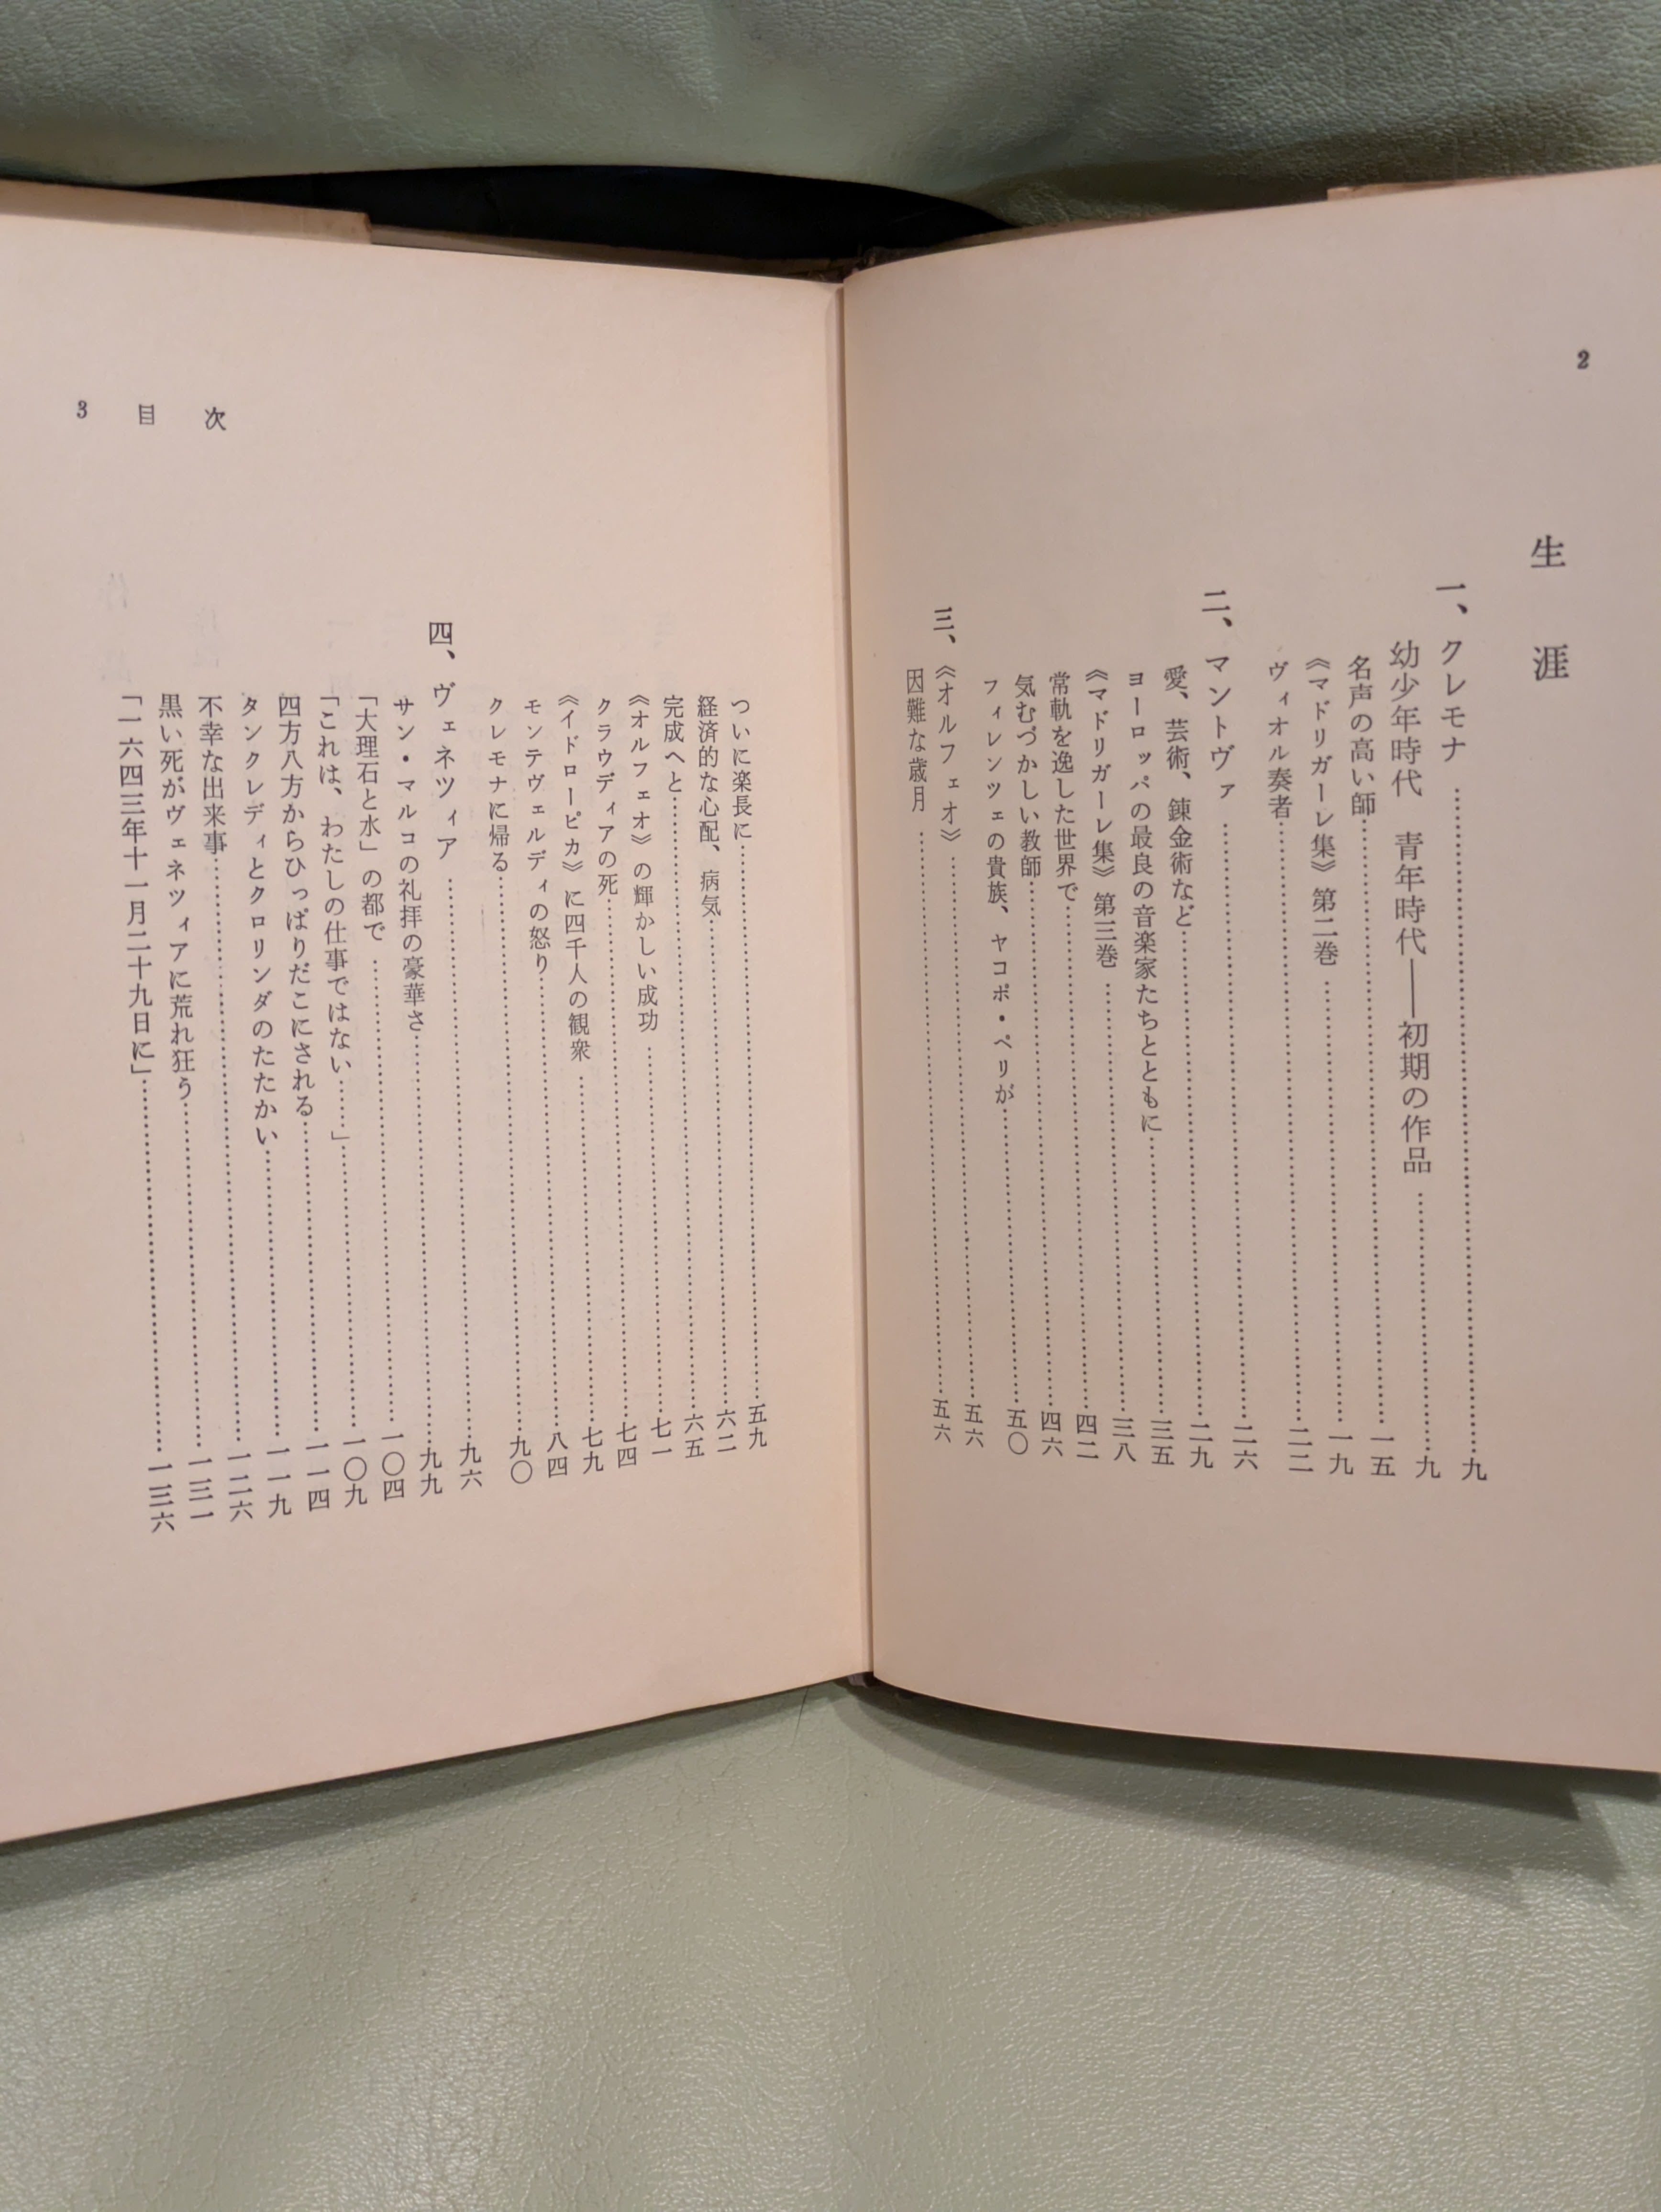 2
生涯
一、クレモナ……九
幼少年時代 青年時代――初期の作品……九
名声の高い師……一五
《マドリガーレ集》第二巻……一九
ヴィオル奏者……二二
二、マントヴァ……二六
愛、芸術、錬金術など……二九
ヨーロッパの最良の音楽家たちとともに……三五
《マドリガーレ集》第三巻……三八
常軌を逸した世界で……四二
気むづかしい教師……四六
フィレンツェの貴族、ヤコポ・ペリが……五〇
三、《オルフェオ》……五六
困難な歳月……五六
3 目次
ついに楽長に……五九
経済的な心配、病気……六二
完成へと……六五
《オルフェオ》の輝かしい成功……七一
クラウディアの死……七四
《イドローピカ》に四千人の観衆……七九
モンテヴェルディの怒り……八四
クレモナに帰る……九〇
四、ヴェネツィア……九六
サン・マルコの礼拝の豪華さ……九九
「大理石と水」の都で……一〇四
「これは、わたしの仕事ではない……」……一〇九
四方八方からひっぱりだこにされる……一一四
タンクレディとクロリンダのたたかい……一一九
不幸な出来事……一二六
黒い死がヴェネツィアに荒れ狂う……一三一
「一六四三年十一月二十九日に」……一三六